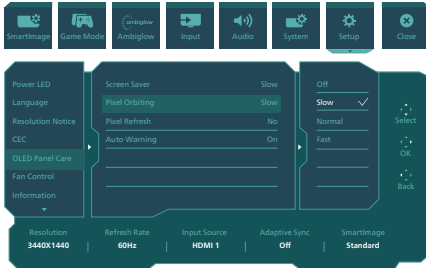 ambiglow
SmartImage Game Mode Ambiglow Input Audio System Setup Close
Power LED
Language
Resolution Notice
CEC
OLED Panel Care
Fan Control
Information
Screen Saver Slow
Pixel Orbiting Slow
Pixel Refresh No
Auto Warning On
Off
Slow
Normal
Fast
Select
OK
Back
Resolution Refresh Rate Input Source Adaptive Sync SmartImage
3440X1440 60Hz HDMI 1 Off Standard